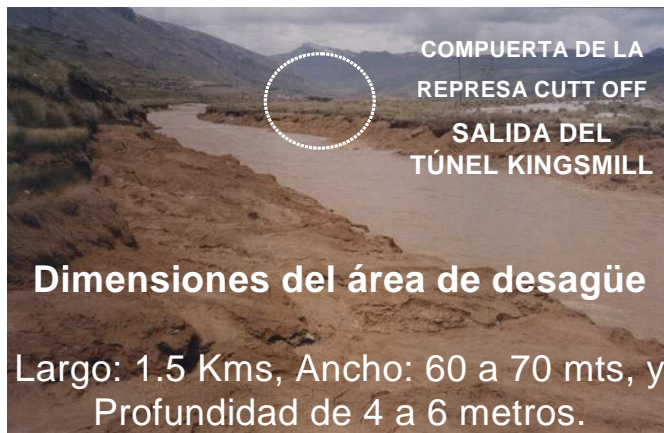 COMPUERTA DE LA
REPRESA CUTT OFF
SALIDA DEL
TÚNEL KINGSMILL
Dimensiones del área de desagüe
Largo: 1.5 Kms, Ancho: 60 a 70 mts, y
Profundidad de 4 a 6 metros.